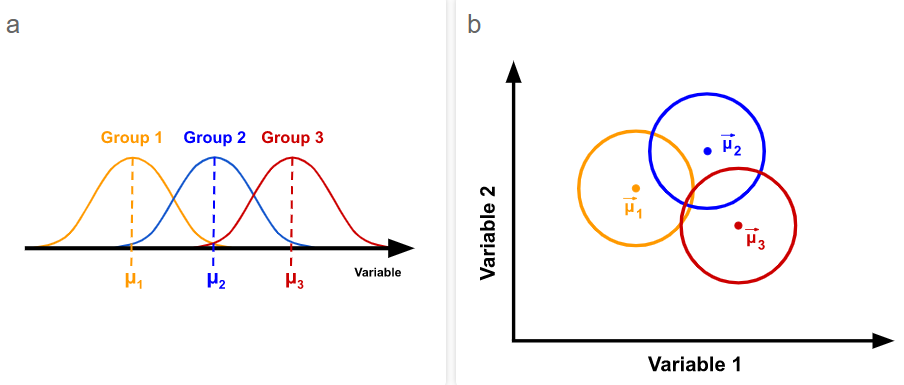 a
Group 1 Group 2 Group 3
μ1 μ2 μ3
Variable
b
Variable 2
μ2
μ1
μ3
Variable 1